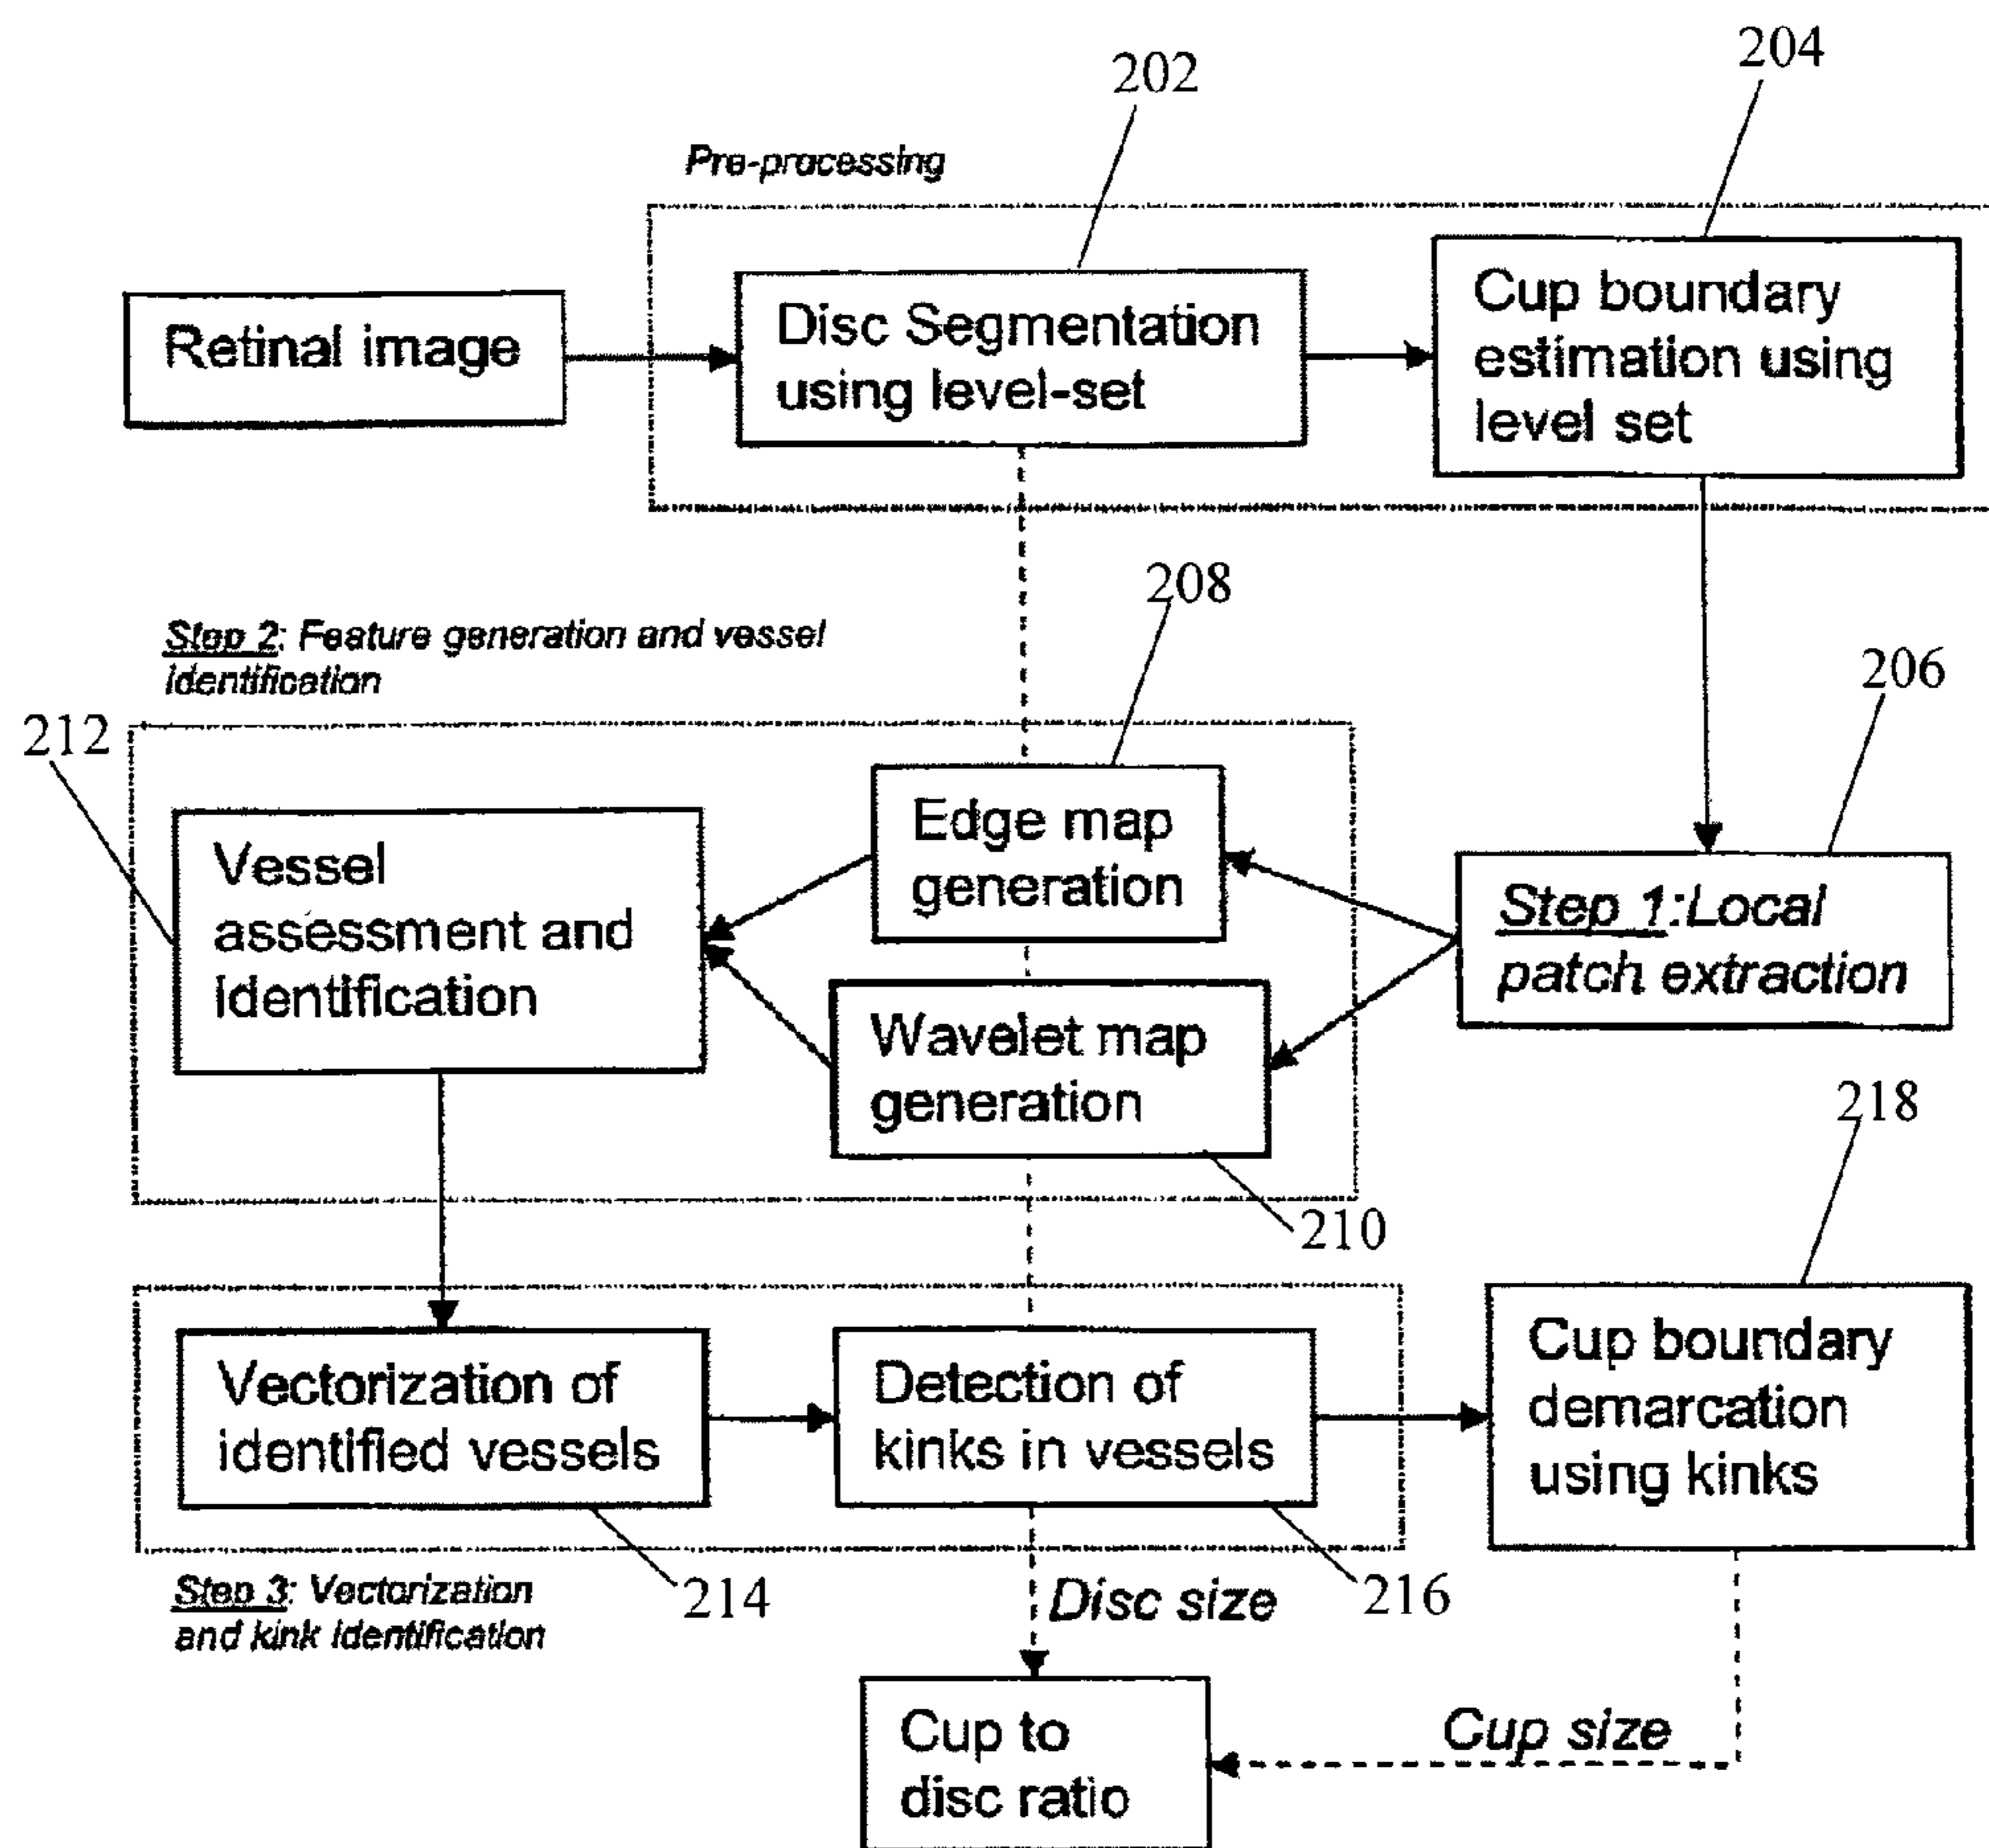 202
204
Pre-processing
Retinal image
Disc Segmentation
using level-set
Cup boundary
estimation using
level set
208
Step 2: Feature generation and vessel
identification
206
212
Edge map
generation
Vessel
assessment and
identification
Step 1:Local
patch extraction
Wavelet map
generation
218
210
Vectorization of
identified vessels
Detection of
kinks in vessels
Cup boundary
demarcation
using kinks
Step 3: Vectorization
and kink identification
214
Disc size
216
Cup to
disc ratio
Cup size